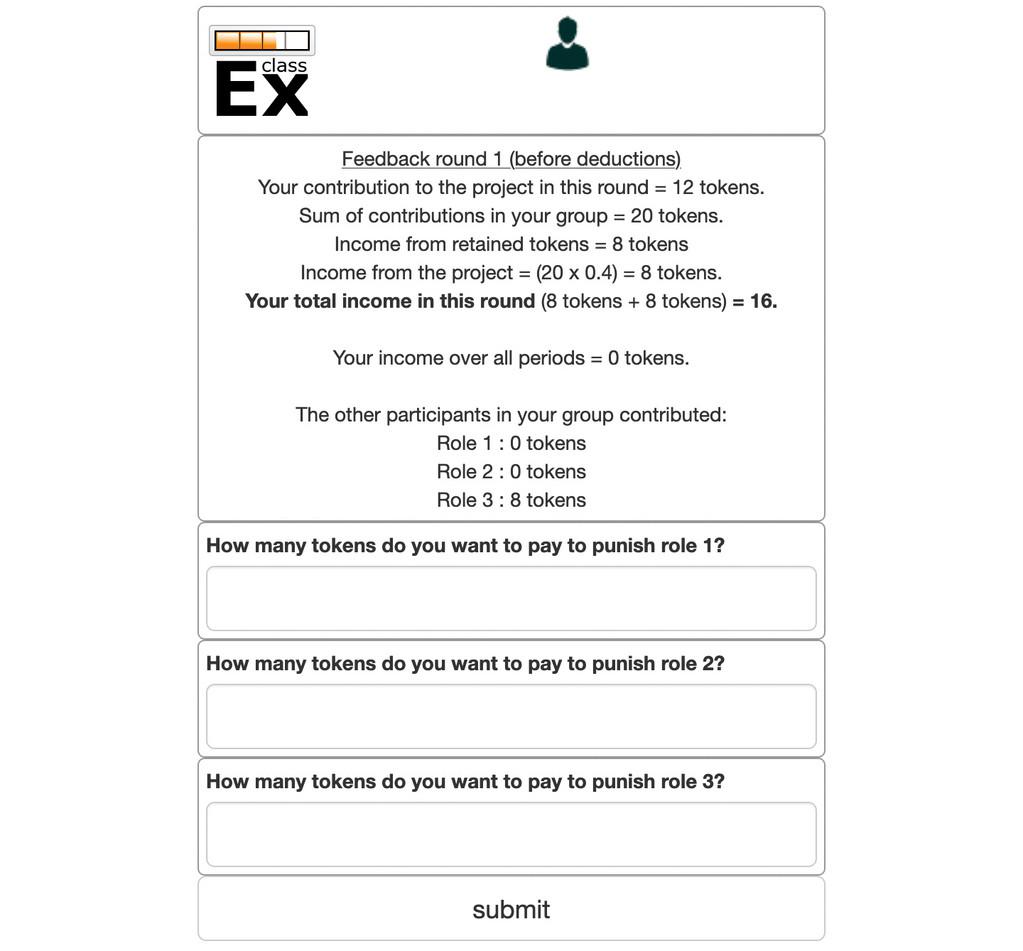 class
Ex
Feedback round 1 (before deductions)
Your contribution to the project in this round = 12 tokens.
Sum of contributions in your group = 20 tokens.
Income from retained tokens = 8 tokens
Income from the project = (20 x 0.4) = 8 tokens.
Your total income in this round (8 tokens + 8 tokens) = 16.
Your income over all periods = 0 tokens.
The other participants in your group contributed:
Role 1 : 0 tokens
Role 2 : 0 tokens
Role 3 : 8 tokens
How many tokens do you want to pay to punish role 1?
How many tokens do you want to pay to punish role 2?
How many tokens do you want to pay to punish role 3?
submit